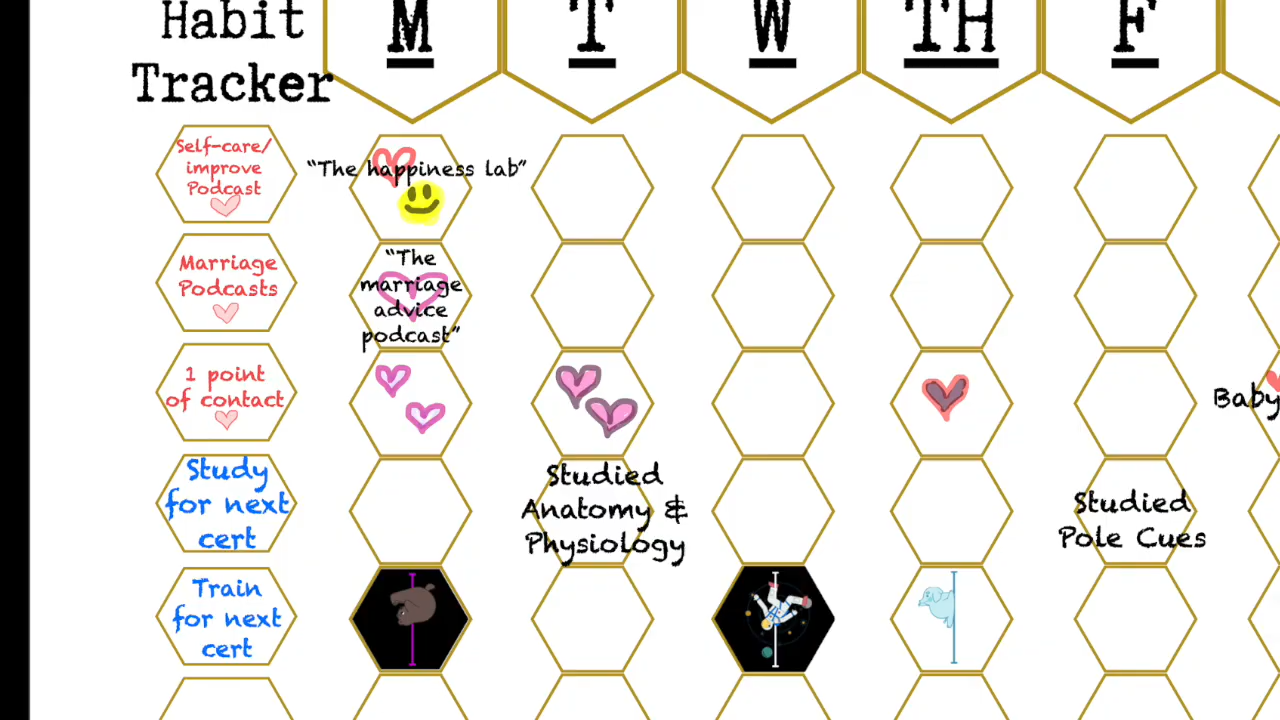 Habit
Tracker
M
T
W
TH
F
Self-care/
improve
Podcast
"The happiness lab"
Marriage
Podcasts
"The
marriage
advice
podcast"
1 point
of contact
Baby
Study
for next
cert
Studied
Anatomy &
Physiology
Studied
Pole Cues
Train
for next
cert